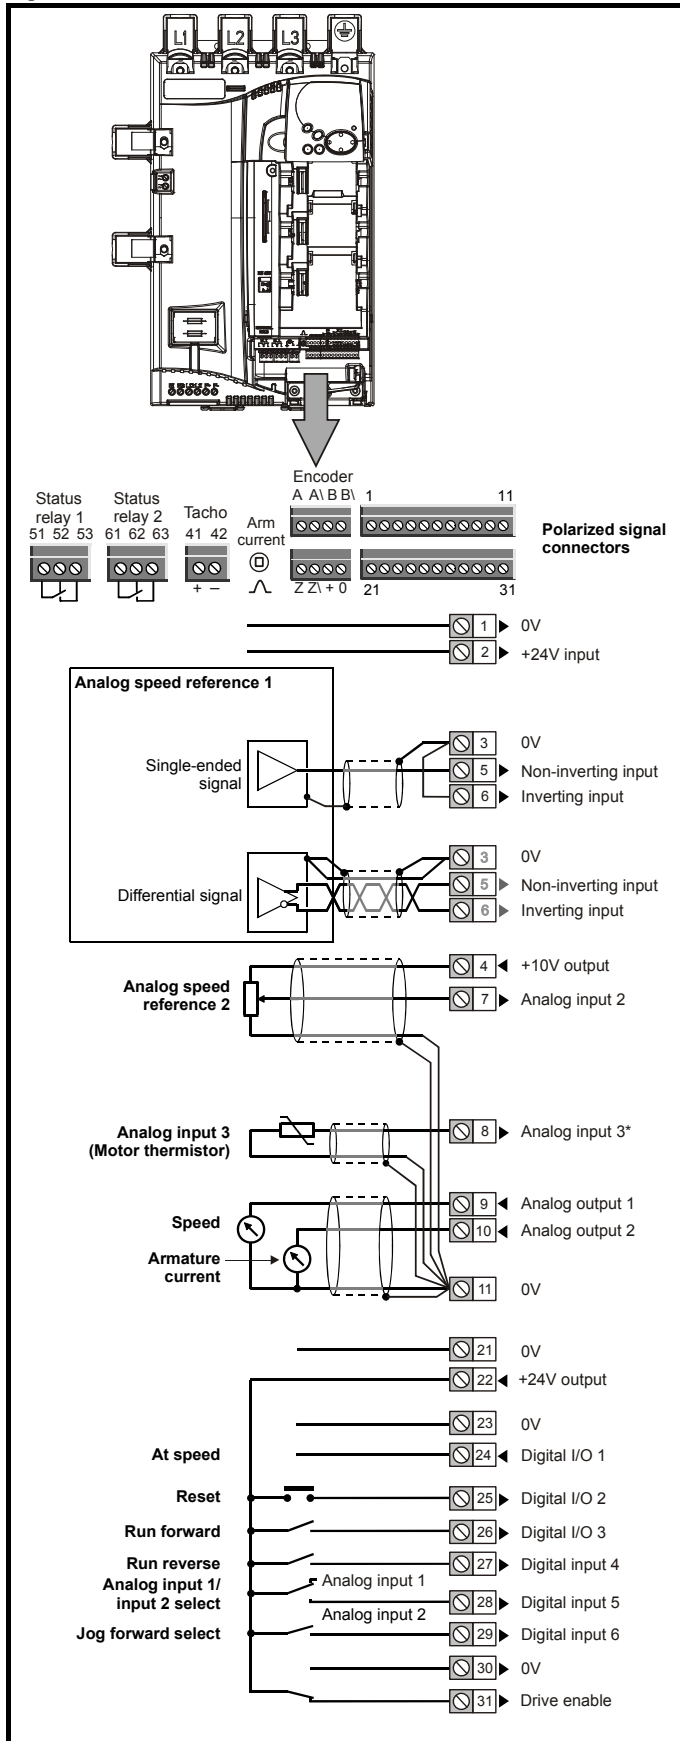 L1 L2 L3
Encoder
A A\ B B\ 1 11
Status relay 1
51 52 53
Status relay 2
61 62 63
Tacho
41 42
+ −
Arm current
Z Z\ + 0 21 31
Polarized signal connectors
1 0V
2 +24V input
Analog speed reference 1
Single-ended signal
3 0V
5 Non-inverting input
6 Inverting input
Differential signal
3 0V
5 Non-inverting input
6 Inverting input
Analog speed reference 2
4 +10V output
7 Analog input 2
Analog input 3
(Motor thermistor)
8 Analog input 3*
Speed
9 Analog output 1
10 Analog output 2
Armature current
11 0V
21 0V
22 +24V output
23 0V
At speed
24 Digital I/O 1
Reset
25 Digital I/O 2
Run forward
26 Digital I/O 3
Run reverse
27 Digital input 4
Analog input 1/
input 2 select
Analog input 1
28 Digital input 5
Analog input 2
Jog forward select
29 Digital input 6
30 0V
31 Drive enable